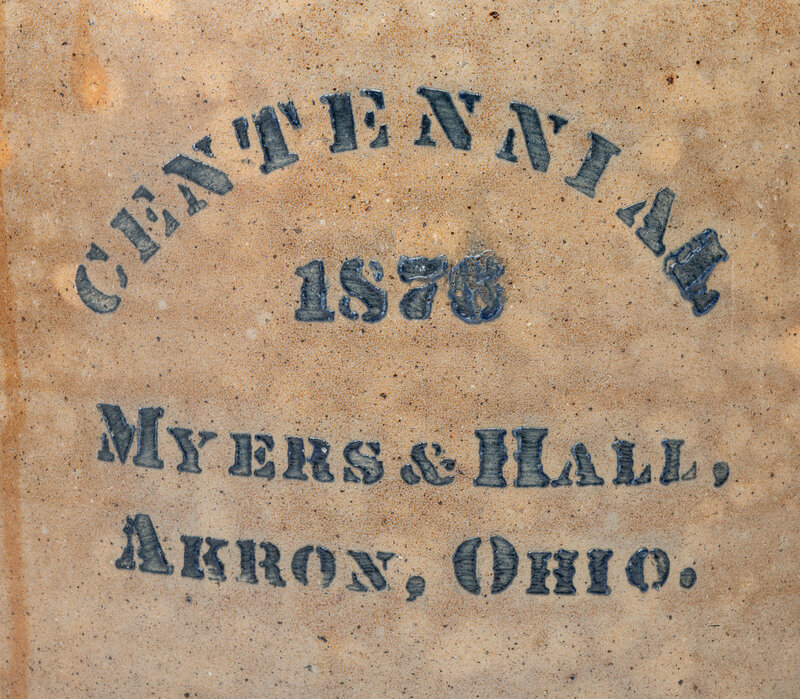 CENTENNIAL
1876
MYERS & HALL,
AKRON, OHIO.